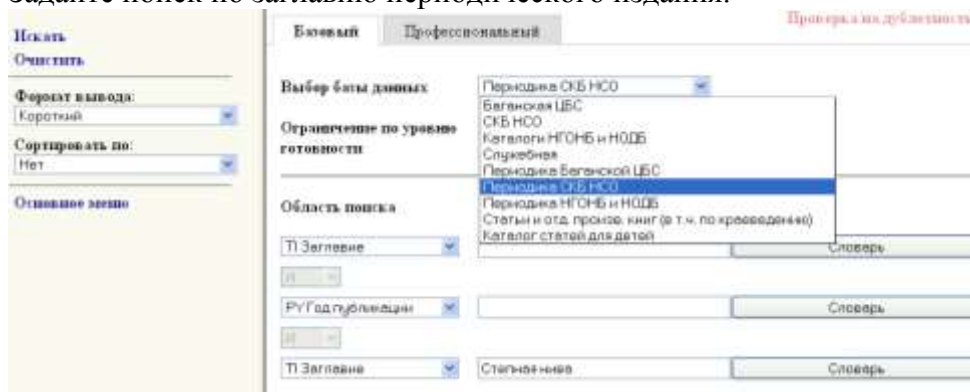 Задайте поиск по заглавию периодического издания.
Проверка на дублетность
Искать
Очистить
Формат вывода:
Короткий
Сортировать по:
Нет
Основное меню
Базовый
Профессиональный
Выбор базы данных
Периодика СКБ НСО
Баганская ЦБС
СКБ НСО
Каталоги НГОНБ и НОДБ
Служебная
Периодика Баганской ЦБС
Периодика СКБ НСО
Периодика НГОНБ и НОДБ
Статьи и отд. произв. книг (в т.ч. по краеведению)
Каталог статей для детей
Ограничение по уровню
готовности
Область поиска
TI Заглавие
Словарь
И
PY Год публикации
Словарь
И
TI Заглавие
Степная нива
Словарь